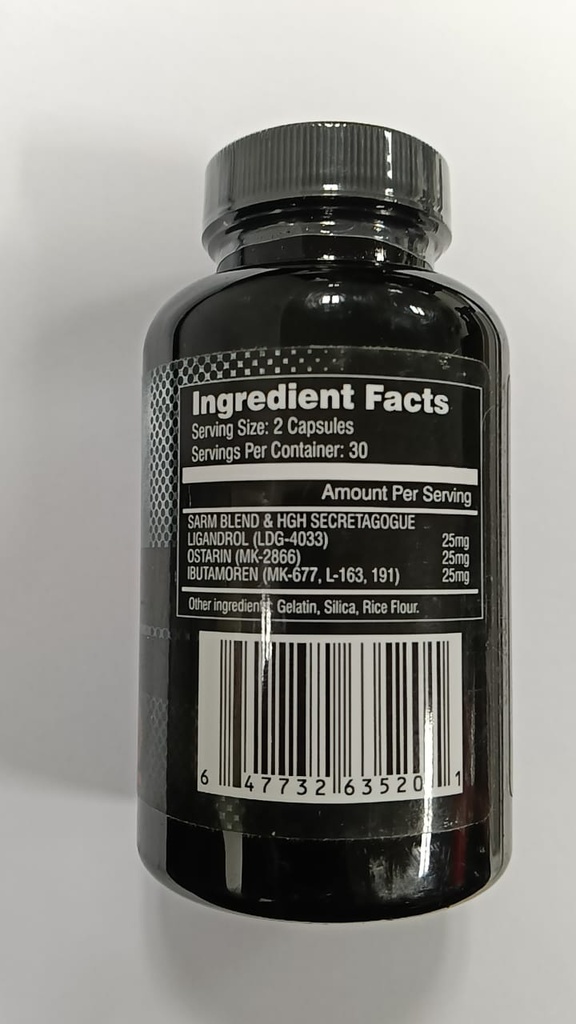 Ingredient Facts
Serving Size: 2 Capsules
Servings Per Container: 30
Amount Per Serving
SARM BLEND & HGH SECRETAGOGUE
LIGANDROL (LDG-4033) 25mg
OSTARIN (MK-2866) 25mg
IBUTAMOREN (MK-677, L-163, 191) 25mg
Other ingredients: Gelatin, Silica, Rice Flour.
6 47732 63520 1